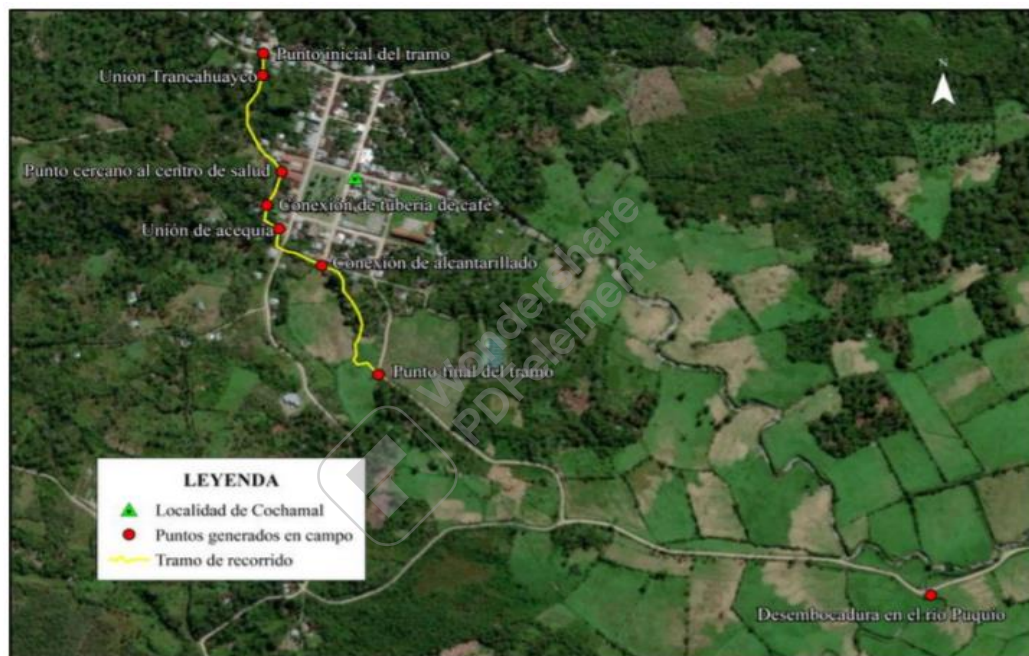 Punto inicial del tramo
N
Unión Trancahuayco
Punto cercano al centro de salud
Conexión de tubería de café
Unión de acequia
Conexión de alcantarillado
Punto final del tramo
Wondershare
PDFelement
LEYENDA
Localidad de Cochamal
Puntos generados en campo
Tramo de recorrido
Desembocadura en el río Puquio